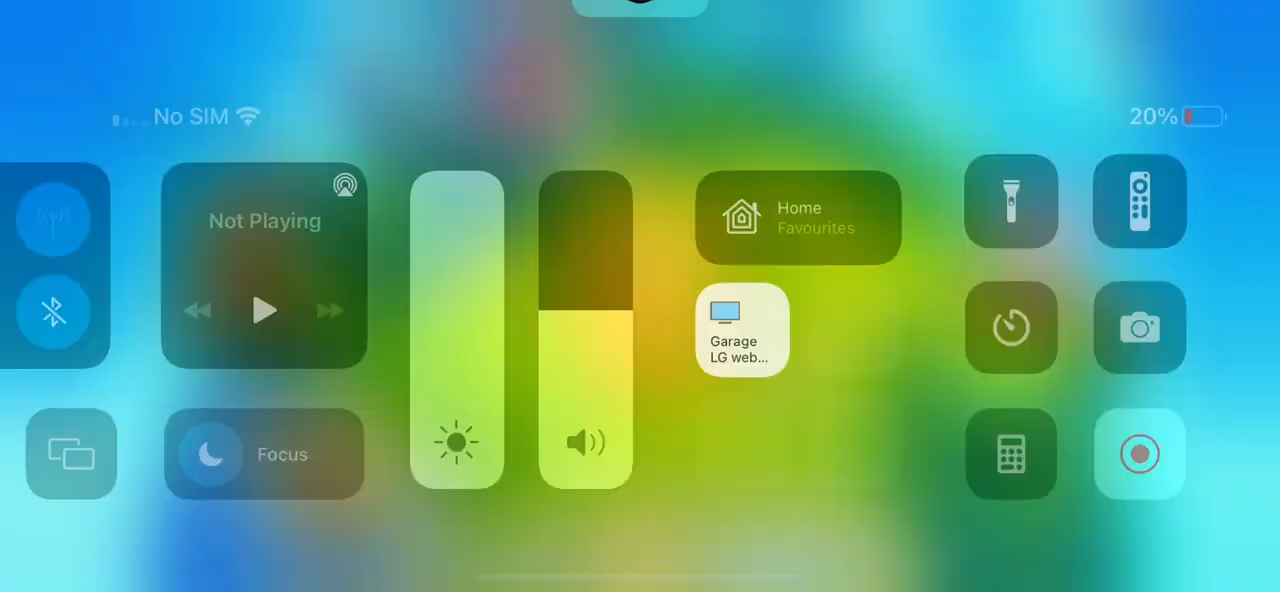 No SIM
20%
Not Playing
Home
Favourites
Garage
LG web...
Focus